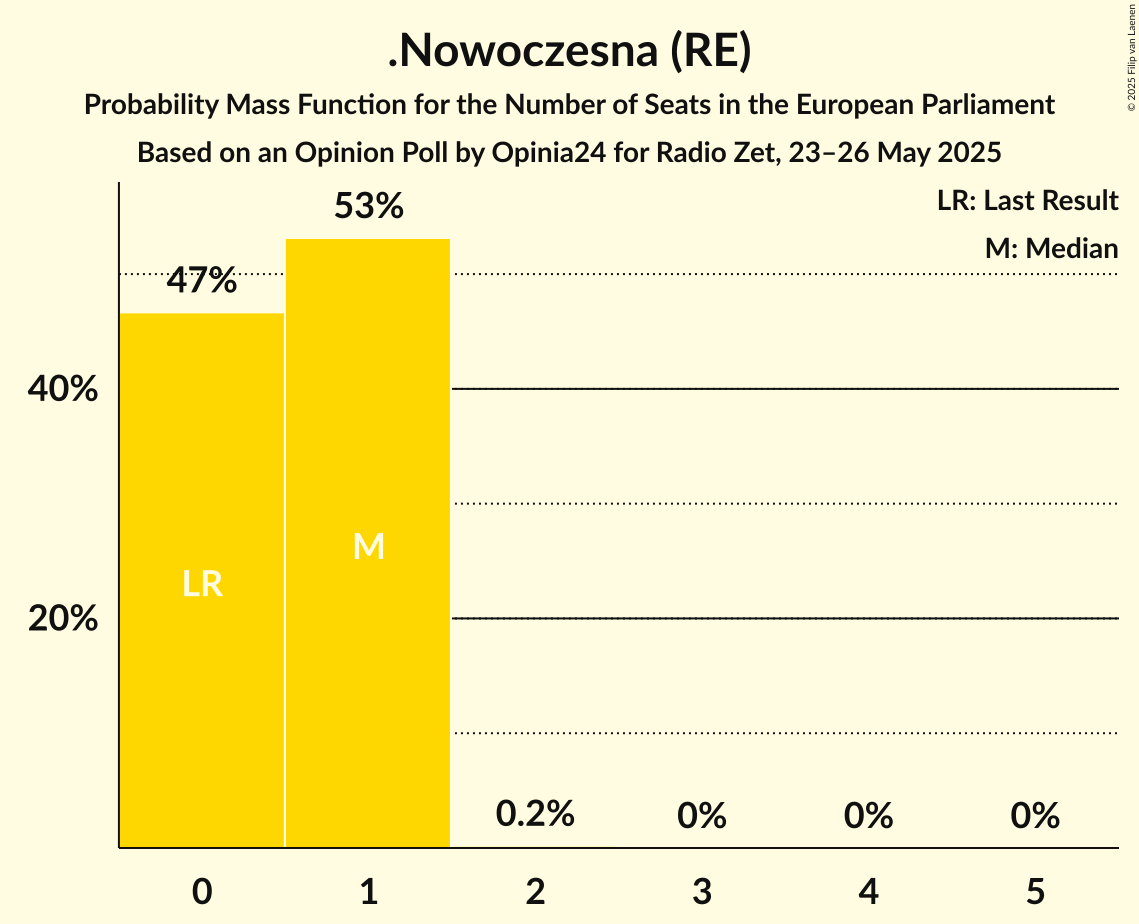 .Nowoczesna (RE)
Probability Mass Function for the Number of Seats in the European Parliament
Based on an Opinion Poll by Opinia24 for Radio Zet, 23–26 May 2025
© 2025 Filip van Laenen
LR: Last Result
M: Median
53%
47%
40%
20%
LR
M
0.2%
0%
0%
0%
0
1
2
3
4
5